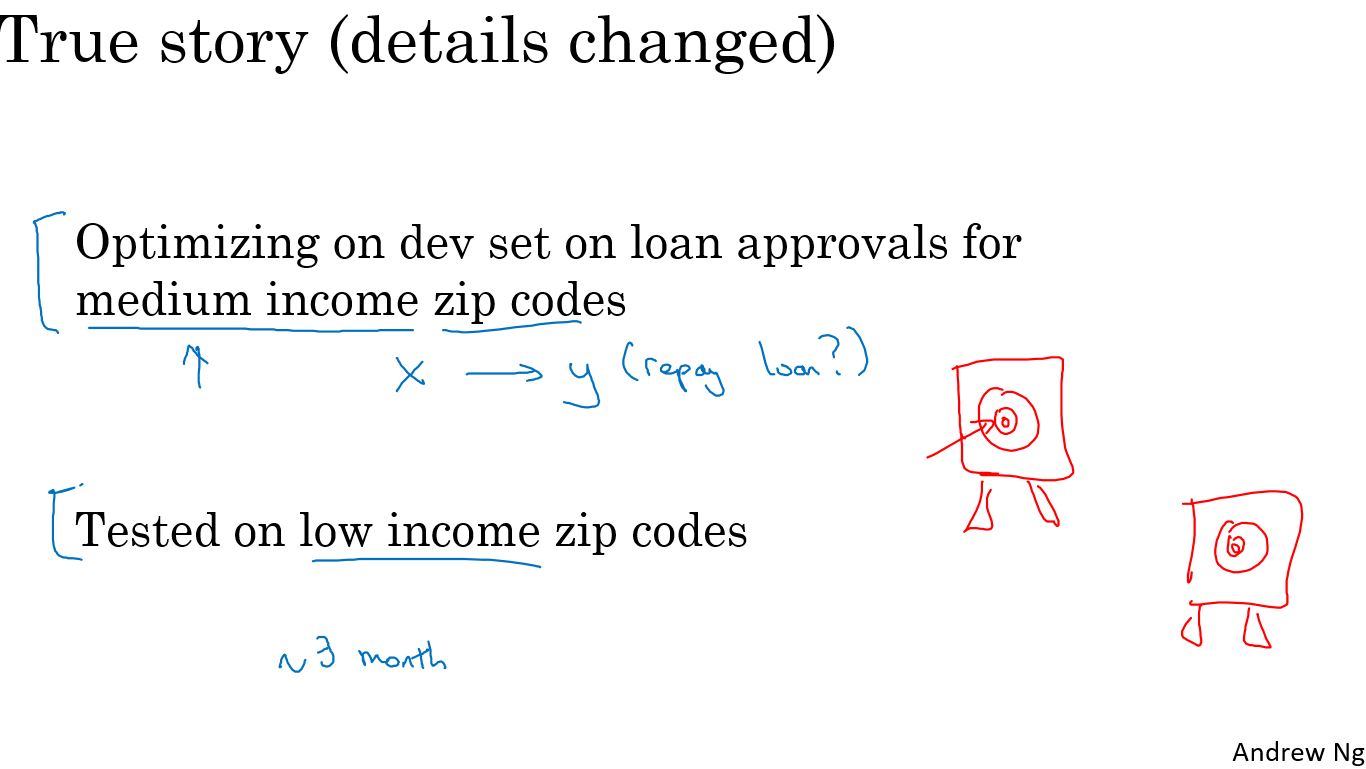 True story (details changed)
Optimizing on dev set on loan approvals for
medium income zip codes
x → y (repay loan?)
Tested on low income zip codes
~3 month
Andrew Ng